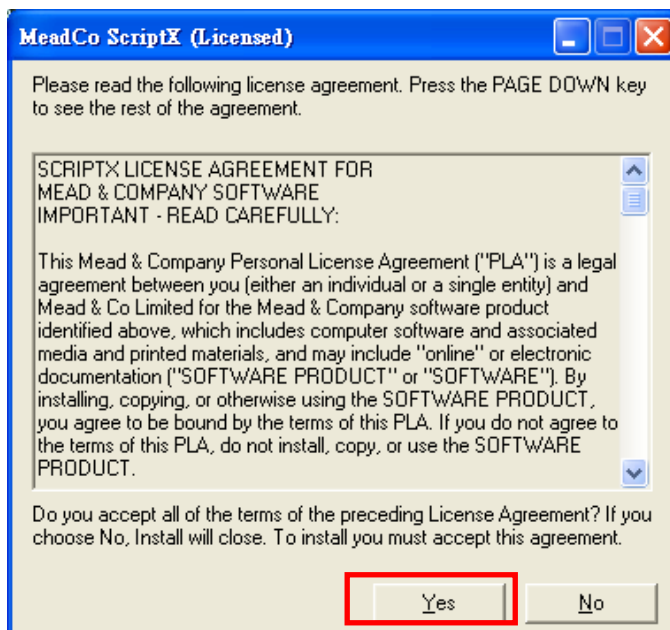 MeadCo ScriptX (Licensed)
Please read the following license agreement. Press the PAGE DOWN key
to see the rest of the agreement.
SCRIPTX LICENSE AGREEMENT FOR
MEAD & COMPANY SOFTWARE
IMPORTANT - READ CAREFULLY:
This Mead & Company Personal License Agreement ("PLA") is a legal
agreement between you (either an individual or a single entity) and
Mead & Co Limited for the Mead & Company software product
identified above, which includes computer software and associated
media and printed materials, and may include "online" or electronic
documentation ("SOFTWARE PRODUCT" or "SOFTWARE"). By
installing, copying, or otherwise using the SOFTWARE PRODUCT,
you agree to be bound by the terms of this PLA. If you do not agree to
the terms of this PLA, do not install, copy, or use the SOFTWARE
PRODUCT.
Do you accept all of the terms of the preceding License Agreement? If you
choose No, Install will close. To install you must accept this agreement.
Yes
No